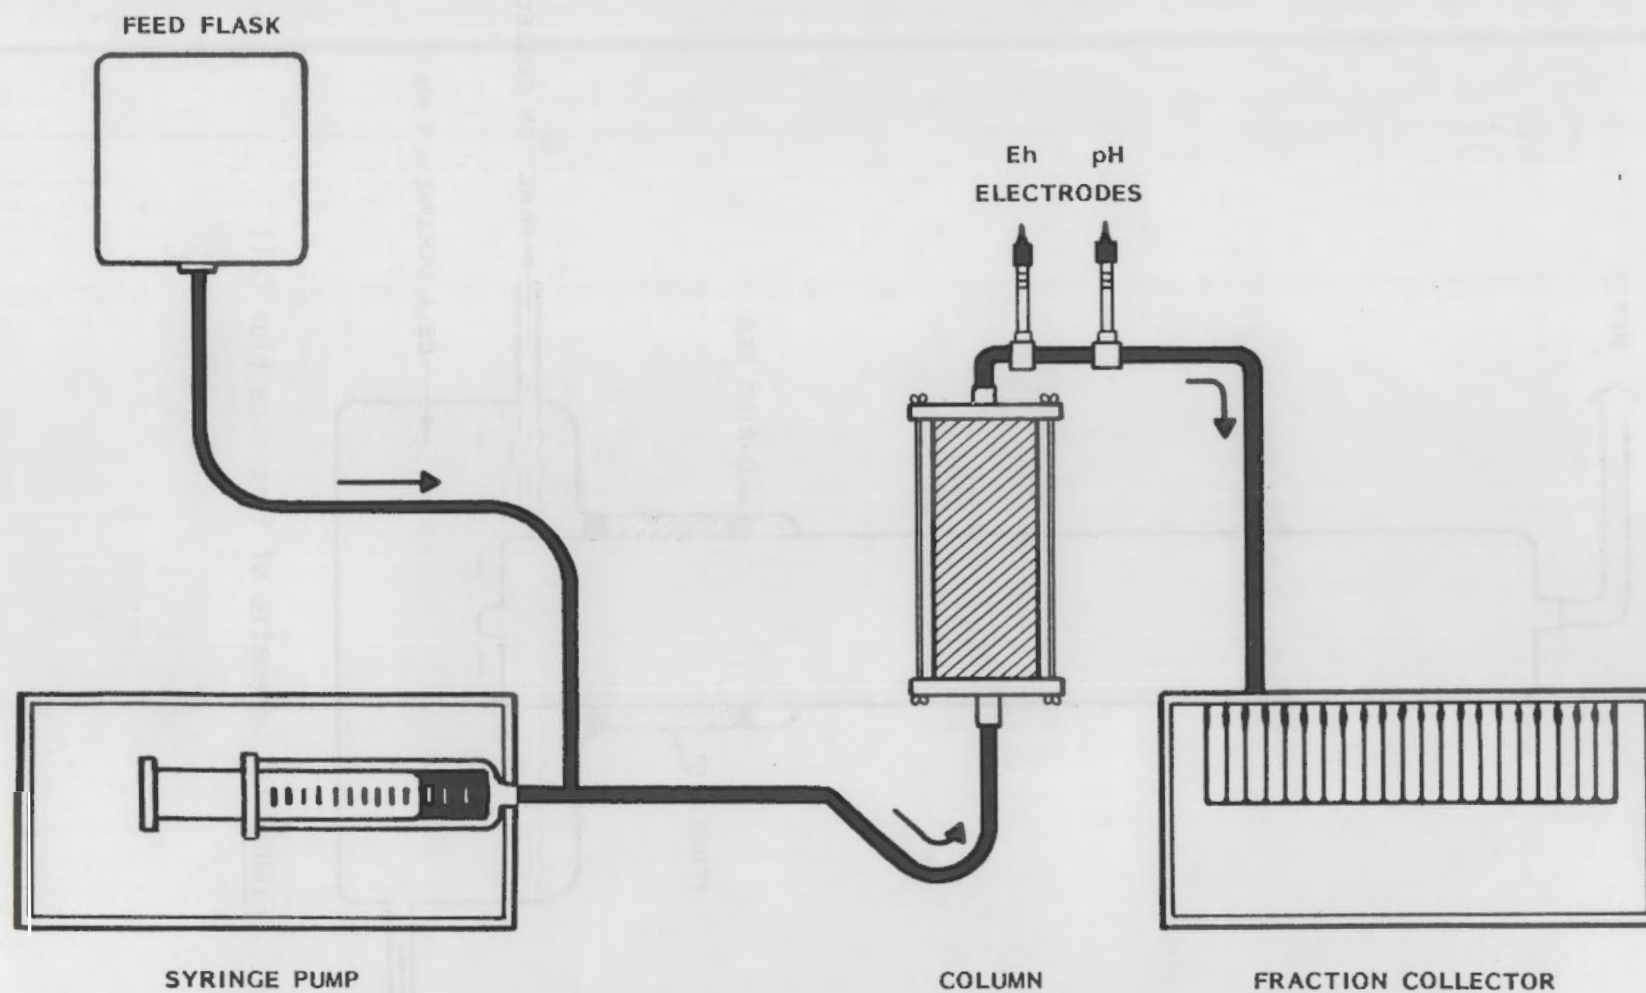 FEED FLASK
Eh pH
ELECTRODES
SYRINGE PUMP
COLUMN
FRACTION COLLECTOR